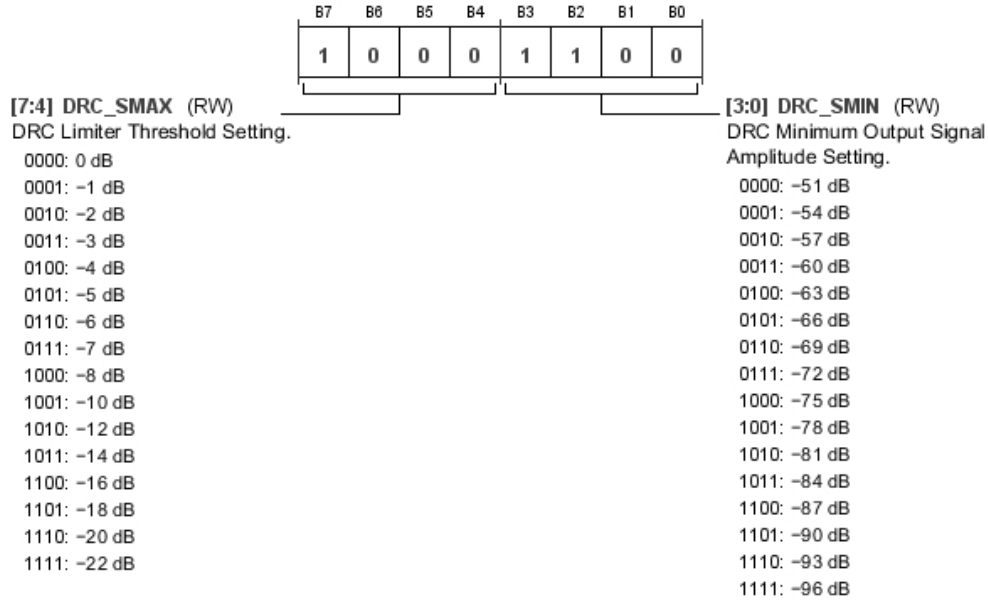 B7 B6 B5 B4 B3 B2 B1 B0
1 0 0 0 1 1 0 0
[7:4] DRC_SMAX (RW)
DRC Limiter Threshold Setting.
0000: 0 dB
0001: −1 dB
0010: −2 dB
0011: −3 dB
0100: −4 dB
0101: −5 dB
0110: −6 dB
0111: −7 dB
1000: −8 dB
1001: −10 dB
1010: −12 dB
1011: −14 dB
1100: −16 dB
1101: −18 dB
1110: −20 dB
1111: −22 dB
[3:0] DRC_SMIN (RW)
DRC Minimum Output Signal
Amplitude Setting.
0000: −51 dB
0001: −54 dB
0010: −57 dB
0011: −60 dB
0100: −63 dB
0101: −66 dB
0110: −69 dB
0111: −72 dB
1000: −75 dB
1001: −78 dB
1010: −81 dB
1011: −84 dB
1100: −87 dB
1101: −90 dB
1110: −93 dB
1111: −96 dB